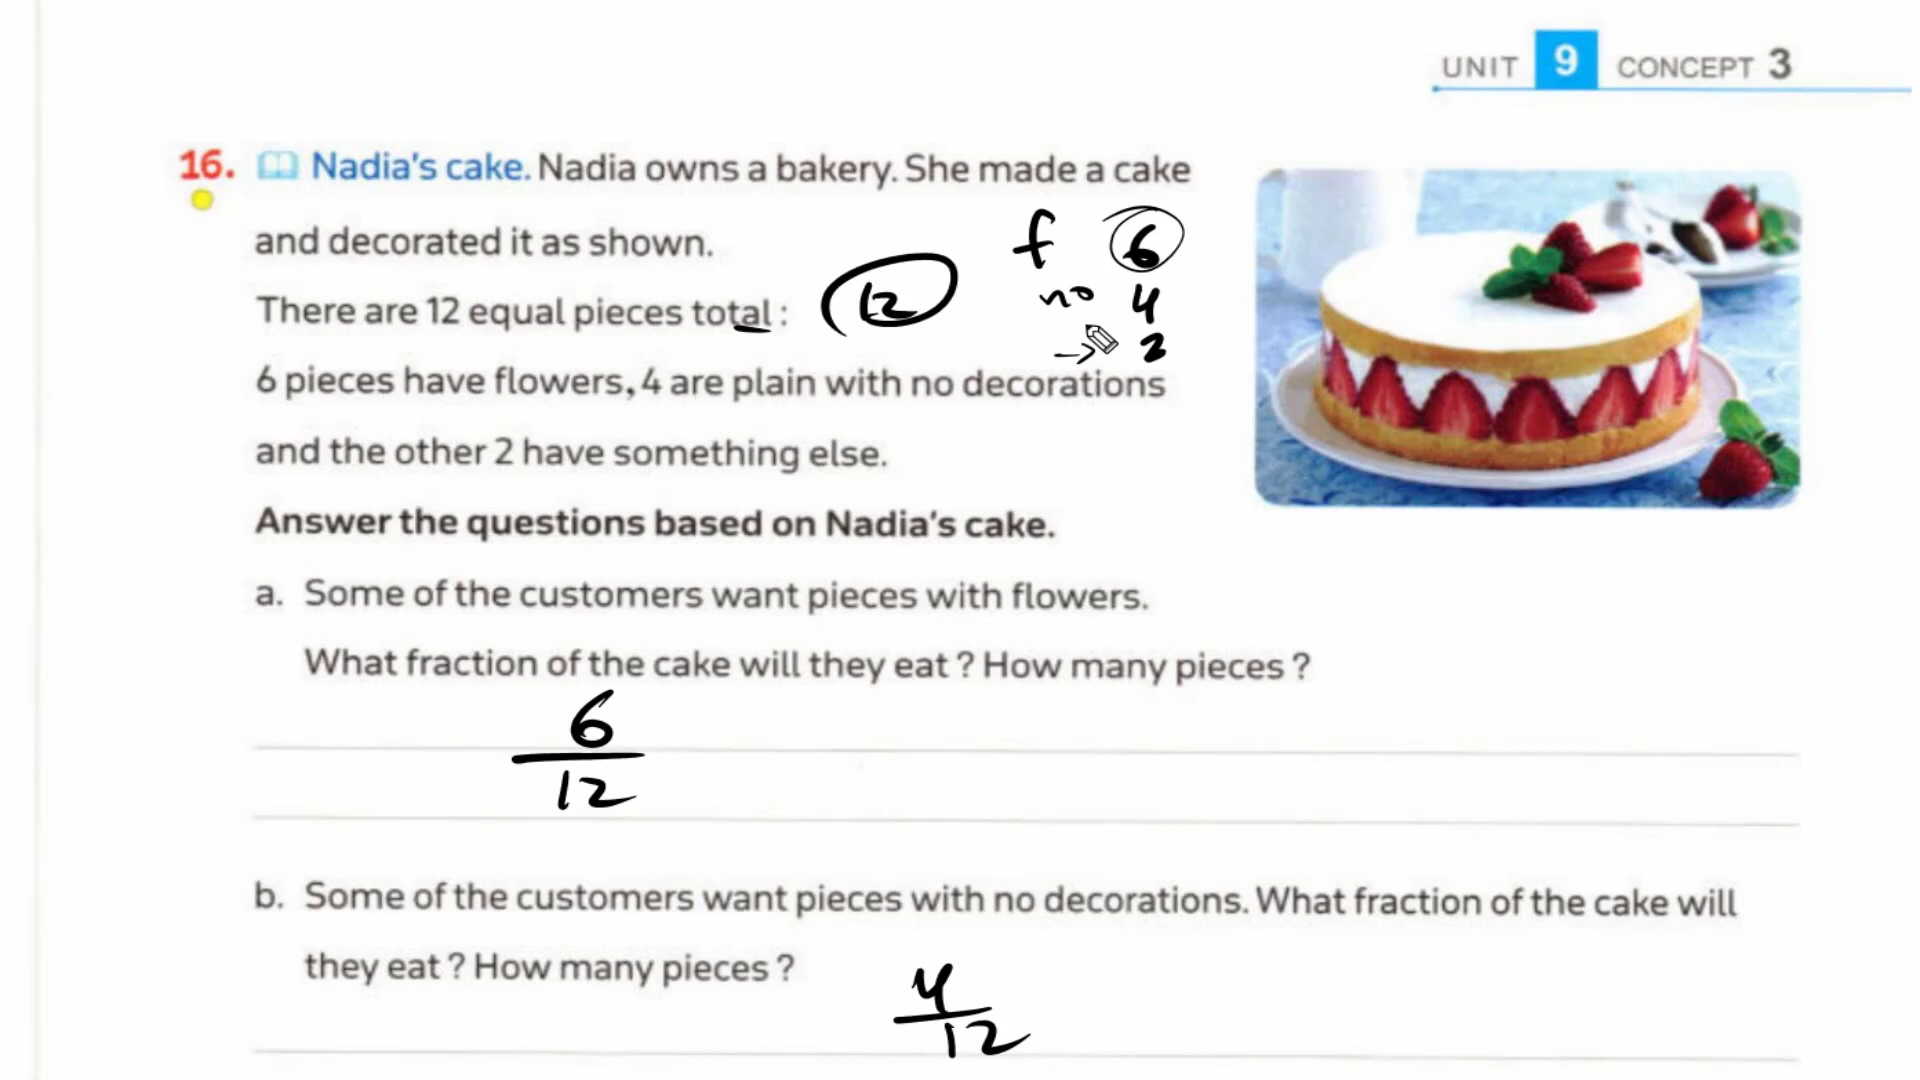 UNIT 9 CONCEPT 3
16. Nadia's cake. Nadia owns a bakery. She made a cake
and decorated it as shown.
f 6
There are 12 equal pieces total :
12
no 4
→ 2
6 pieces have flowers, 4 are plain with no decorations
and the other 2 have something else.
Answer the questions based on Nadia's cake.
a. Some of the customers want pieces with flowers.
What fraction of the cake will they eat ? How many pieces ?
6
12
b. Some of the customers want pieces with no decorations. What fraction of the cake will
they eat ? How many pieces ?
4
12